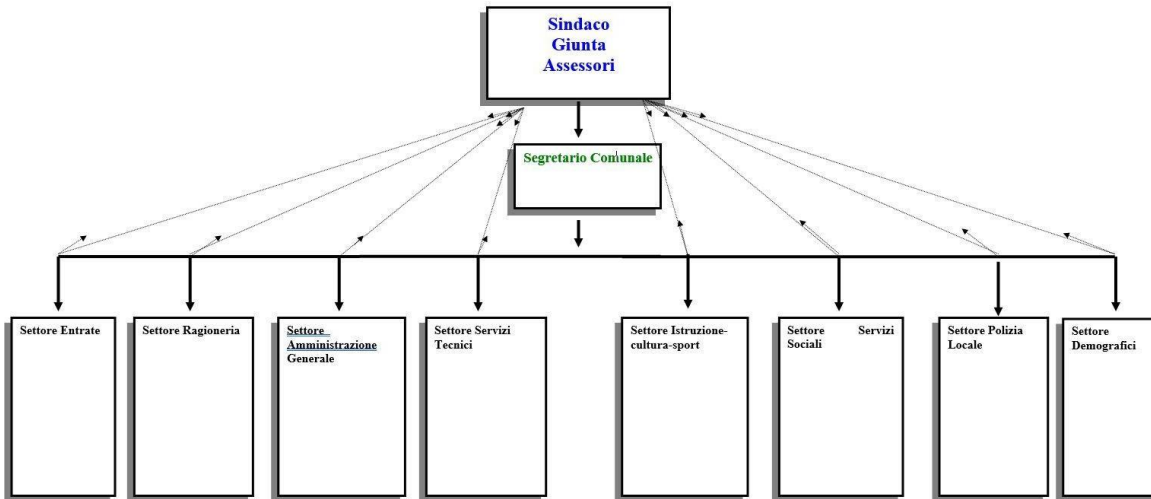 Sindaco
Giunta
Assessori
Segretario Comunale
Settore Entrate
Settore Ragioneria
Settore
Amministrazione
Generale
Settore Servizi
Tecnici
Settore Istruzione-
cultura-sport
Settore Servizi
Sociali
Settore Polizia
Locale
Settore
Demografici